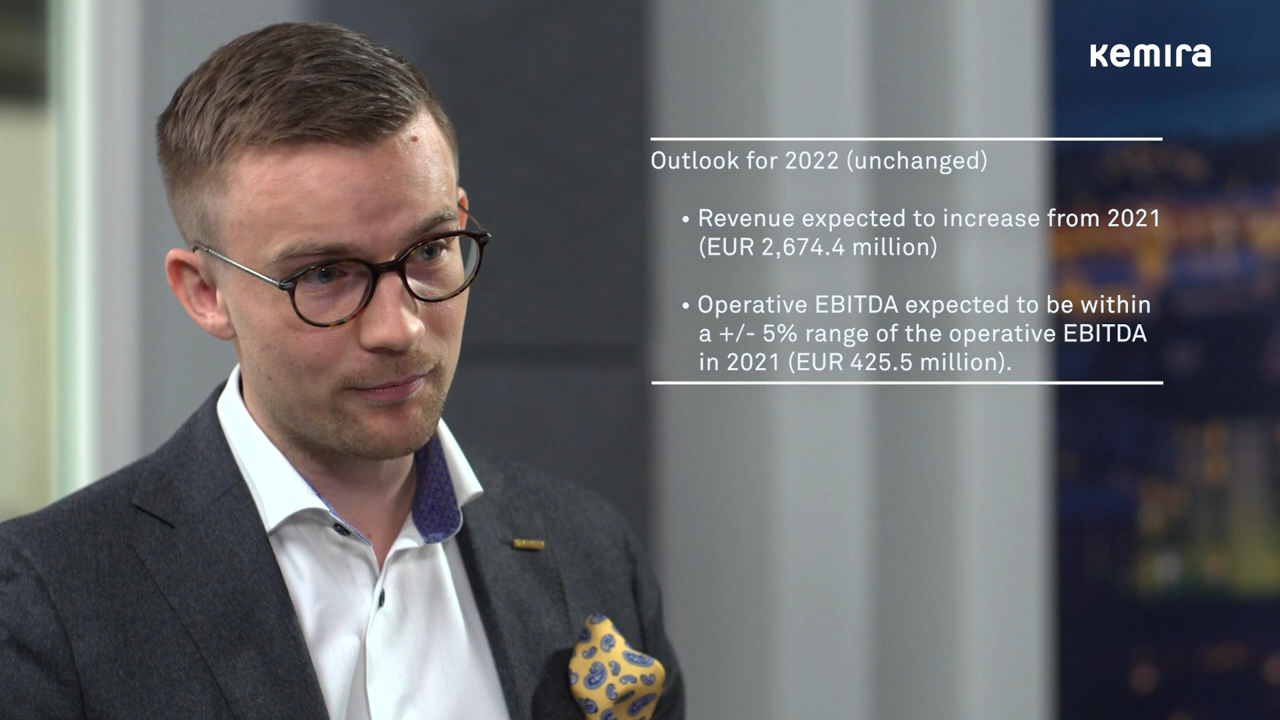 kemira
Outlook for 2022 (unchanged)
• Revenue expected to increase from 2021
(EUR 2,674.4 million)
• Operative EBITDA expected to be within
a +/- 5% range of the operative EBITDA
in 2021 (EUR 425.5 million).